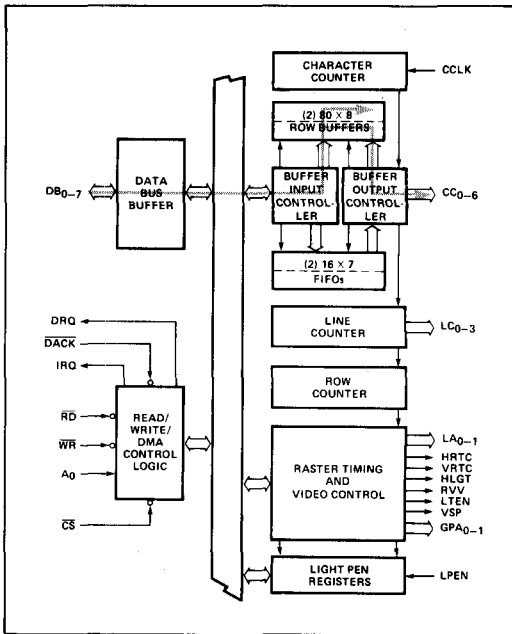 CHARACTER
COUNTER
CCLK
(2) 80 × 8
ROW BUFFERS
DATA
BUS
BUFFER
DB0–7
BUFFER
INPUT
CONTROL-
LER
BUFFER
OUTPUT
CONTROL-
LER
CC0–6
(2) 16 × 7
FIFOs
LINE
COUNTER
LC0–3
ROW
COUNTER
DRQ
DACK
IRQ
RD
WR
A0
CS
READ/
WRITE/
DMA
CONTROL
LOGIC
RASTER TIMING
AND
VIDEO CONTROL
LA0–1
HRTC
VRTC
HLGT
RVV
LTEN
VSP
GPA0–1
LIGHT PEN
REGISTERS
LPEN